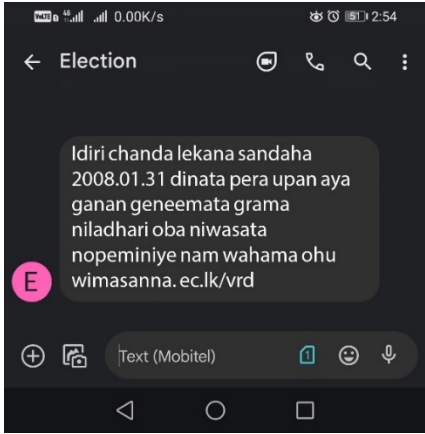 0.00K/s 51 2:54
Election
Idiri chanda lekana sandaha
2008.01.31 dinata pera upan aya
ganan geneemata grama
niladhari oba niwasata
nopeminiye nam wahama ohu
wimasanna. ec.lk/vrd
E
Text (Mobitel) 1